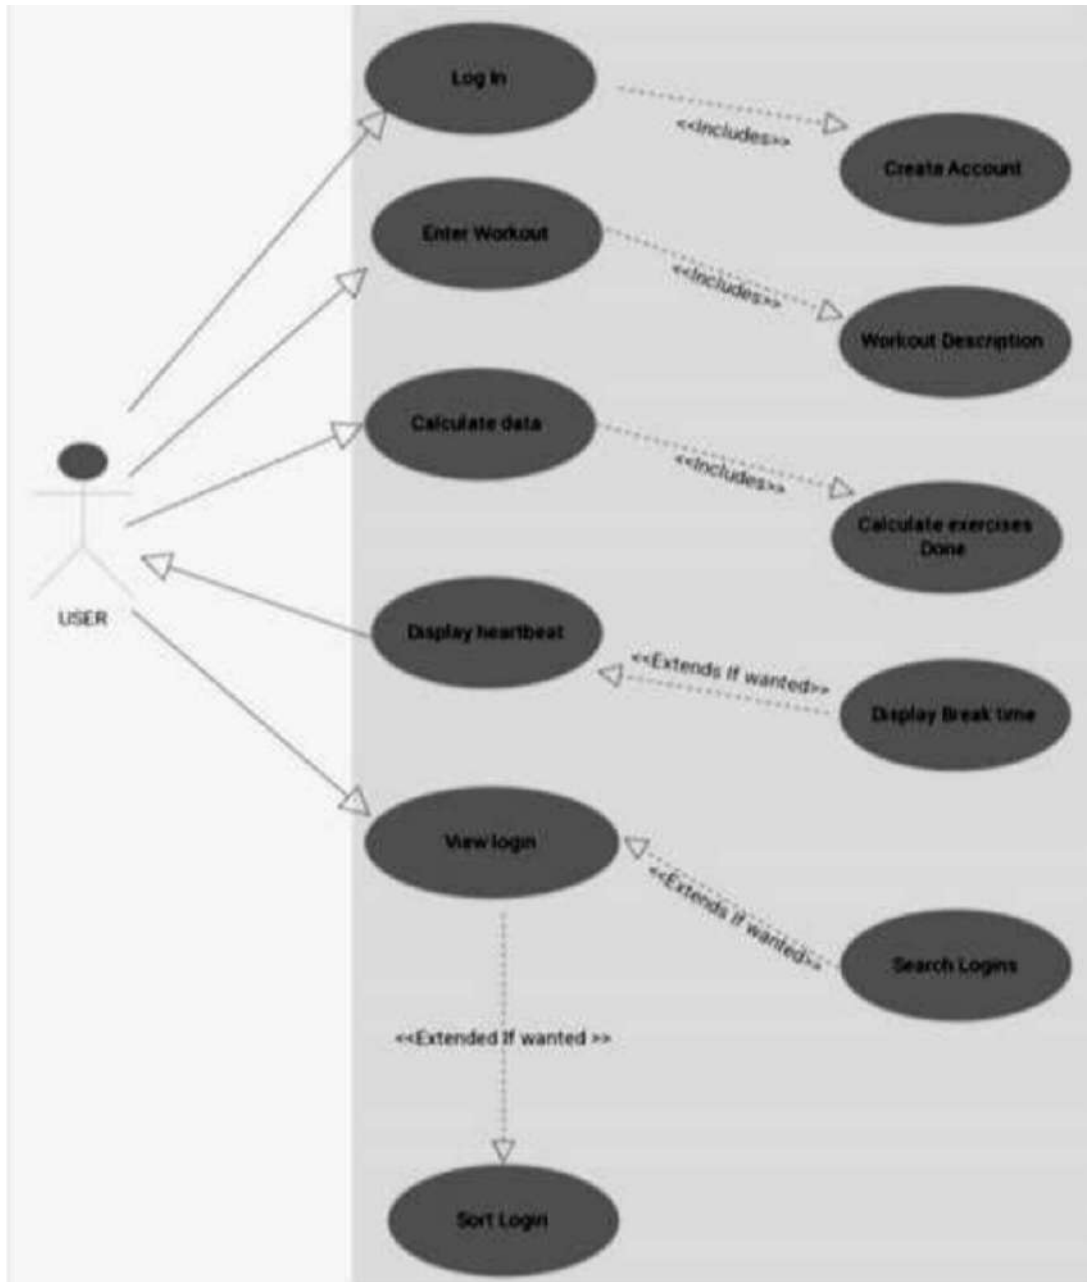 Log In
<<Includes>>
Create Account
Enter Workout
<<Includes>>
Workout Description
Calculate data
<<Includes>>
Calculate exercises
Done
USER
Display heartbeat
<<Extends If wanted>>
Display Break time
View login
<<Extends If wanted>>
Search Logins
<<Extended If wanted >>
Sort Login